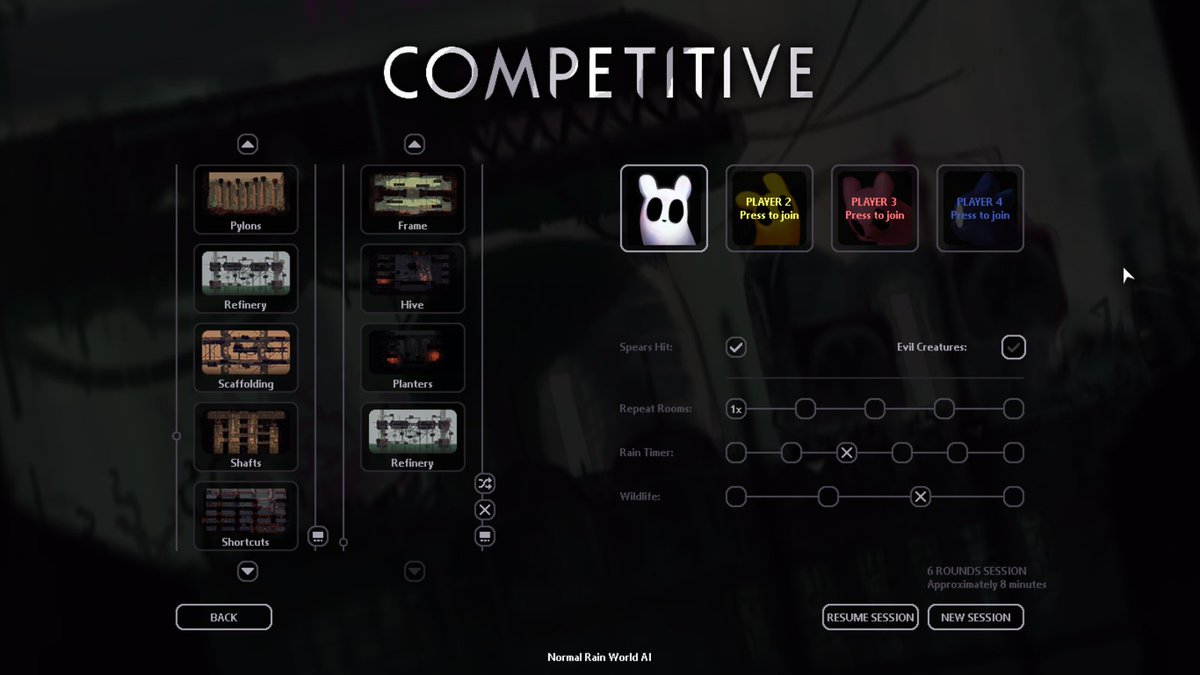 COMPETITIVE
Pylons
Refinery
Scaffolding
Shafts
Shortcuts
Frame
Hive
Planters
Refinery
PLAYER 2
Press to join
PLAYER 3
Press to join
PLAYER 4
Press to join
Spears Hit:
Evil Creatures:
Repeat Rooms:
1x
Rain Timer:
Wildlife:
6 ROUNDS SESSION
Approximately 8 minutes
BACK
RESUME SESSION
NEW SESSION
Normal Rain World AI